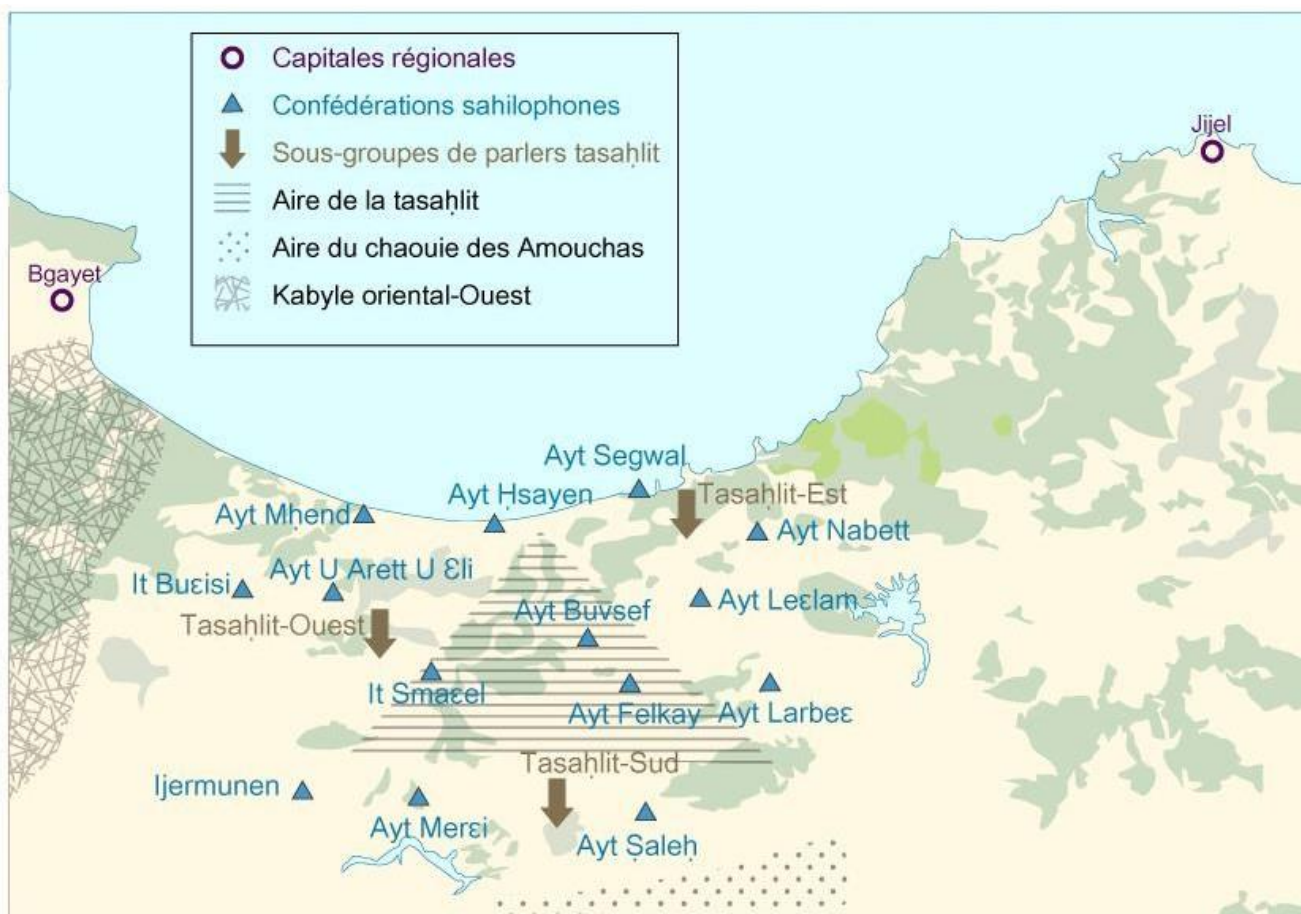 Capitales régionales
Confédérations sahilophones
Sous-groupes de parlers tasaḥlit
Aire de la tasaḥlit
Aire du chaouie des Amouchas
Kabyle oriental-Ouest
Jijel
Bgayet
Ayt Segwal
Ayt Ḥsayen
Tasaḥlit-Est
Ayt Mḥend
Ayt Nabett
Ayt U Arett U Ɛli
It Buɛisi
Ayt Leɛlam
Ayt Buvsef
Tasaḥlit-Ouest
It Smaɛel
Ayt Felkay
Ayt Larbeɛ
Tasaḥlit-Sud
Ijermunen
Ayt Merɛi
Ayt Ṣaleḥ